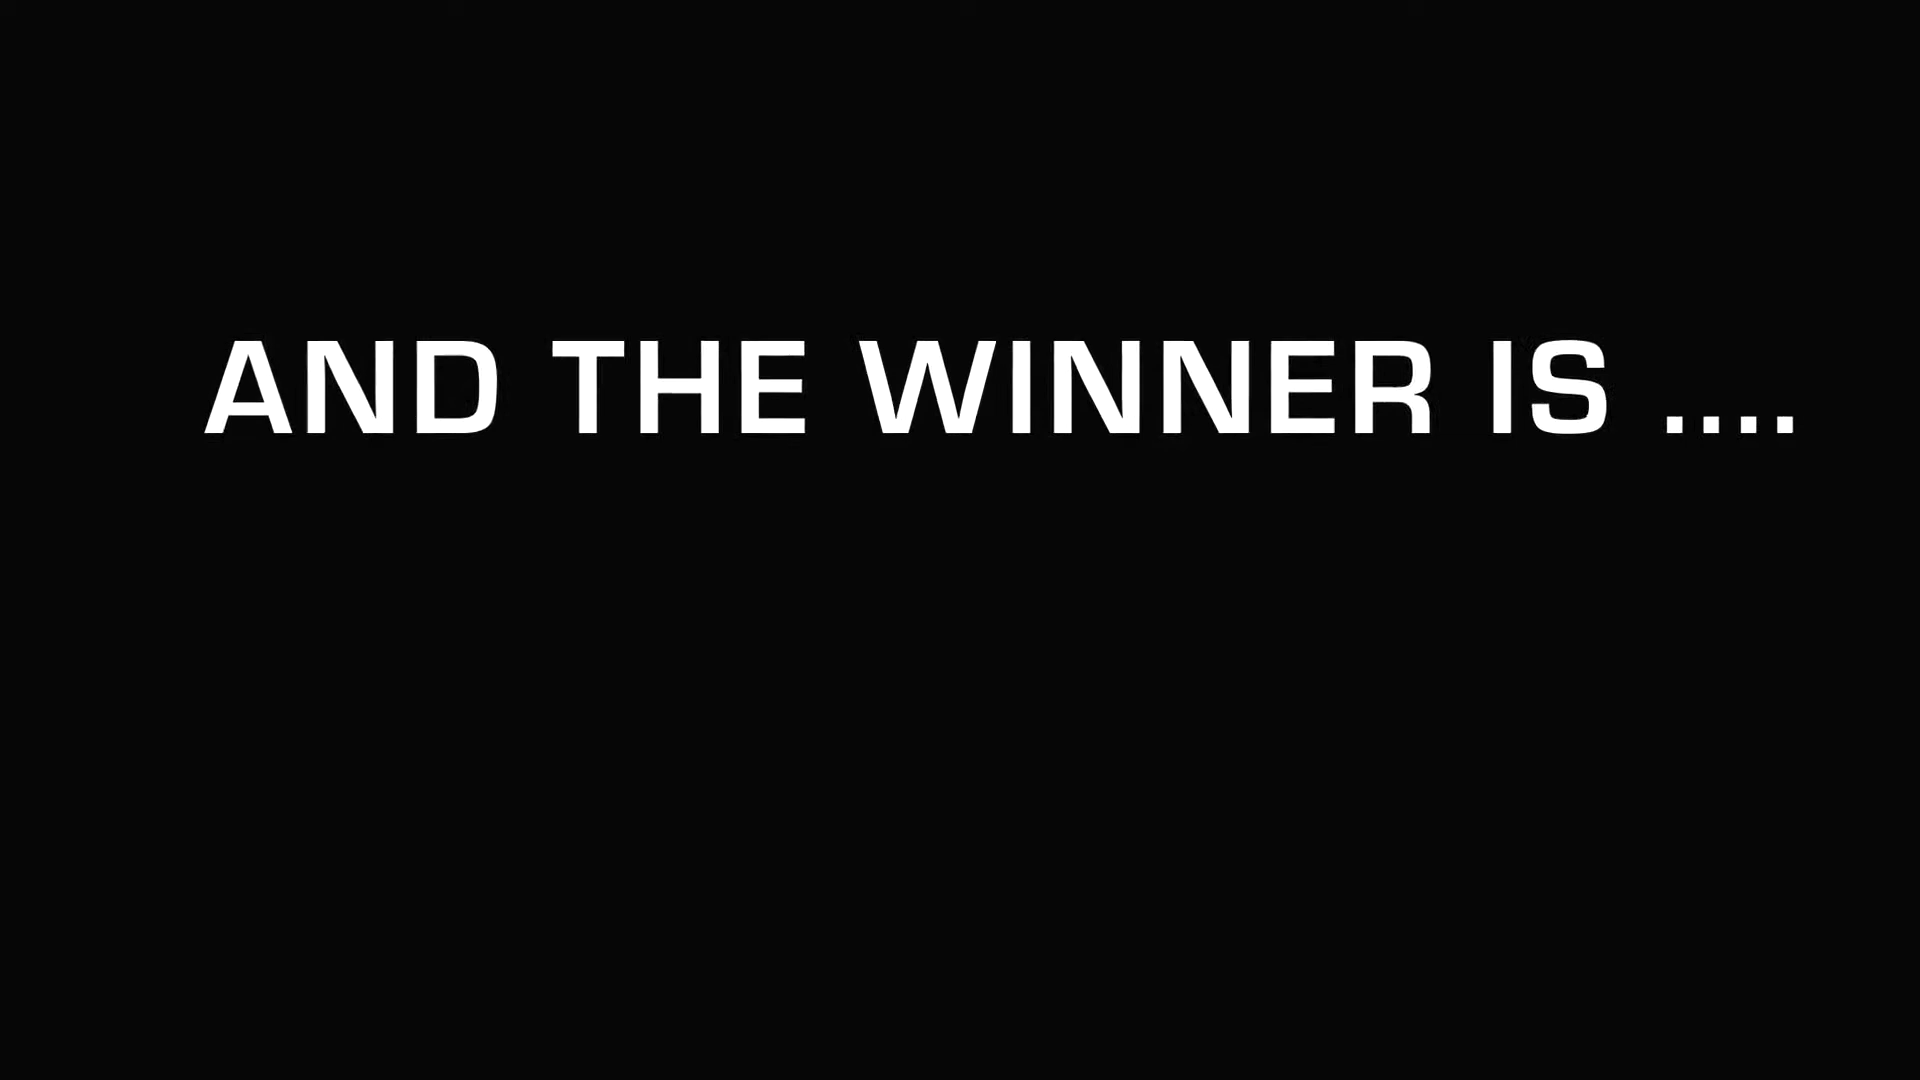 AND THE WINNER IS ....